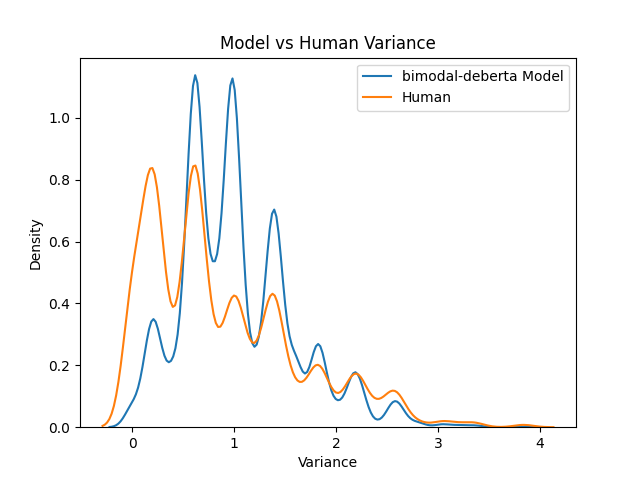 Model vs Human Variance
bimodal-deberta Model
Human
Density
1.0
0.8
0.6
0.4
0.2
0.0
0 1 2 3 4
Variance